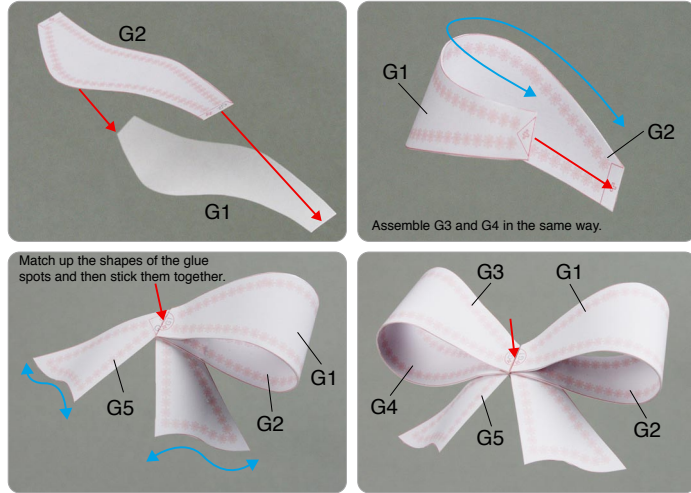 G2
G1
G1
G2
Assemble G3 and G4 in the same way.
Match up the shapes of the glue
spots and then stick them together.
G1
G5
G2
G3
G1
G4
G5
G2